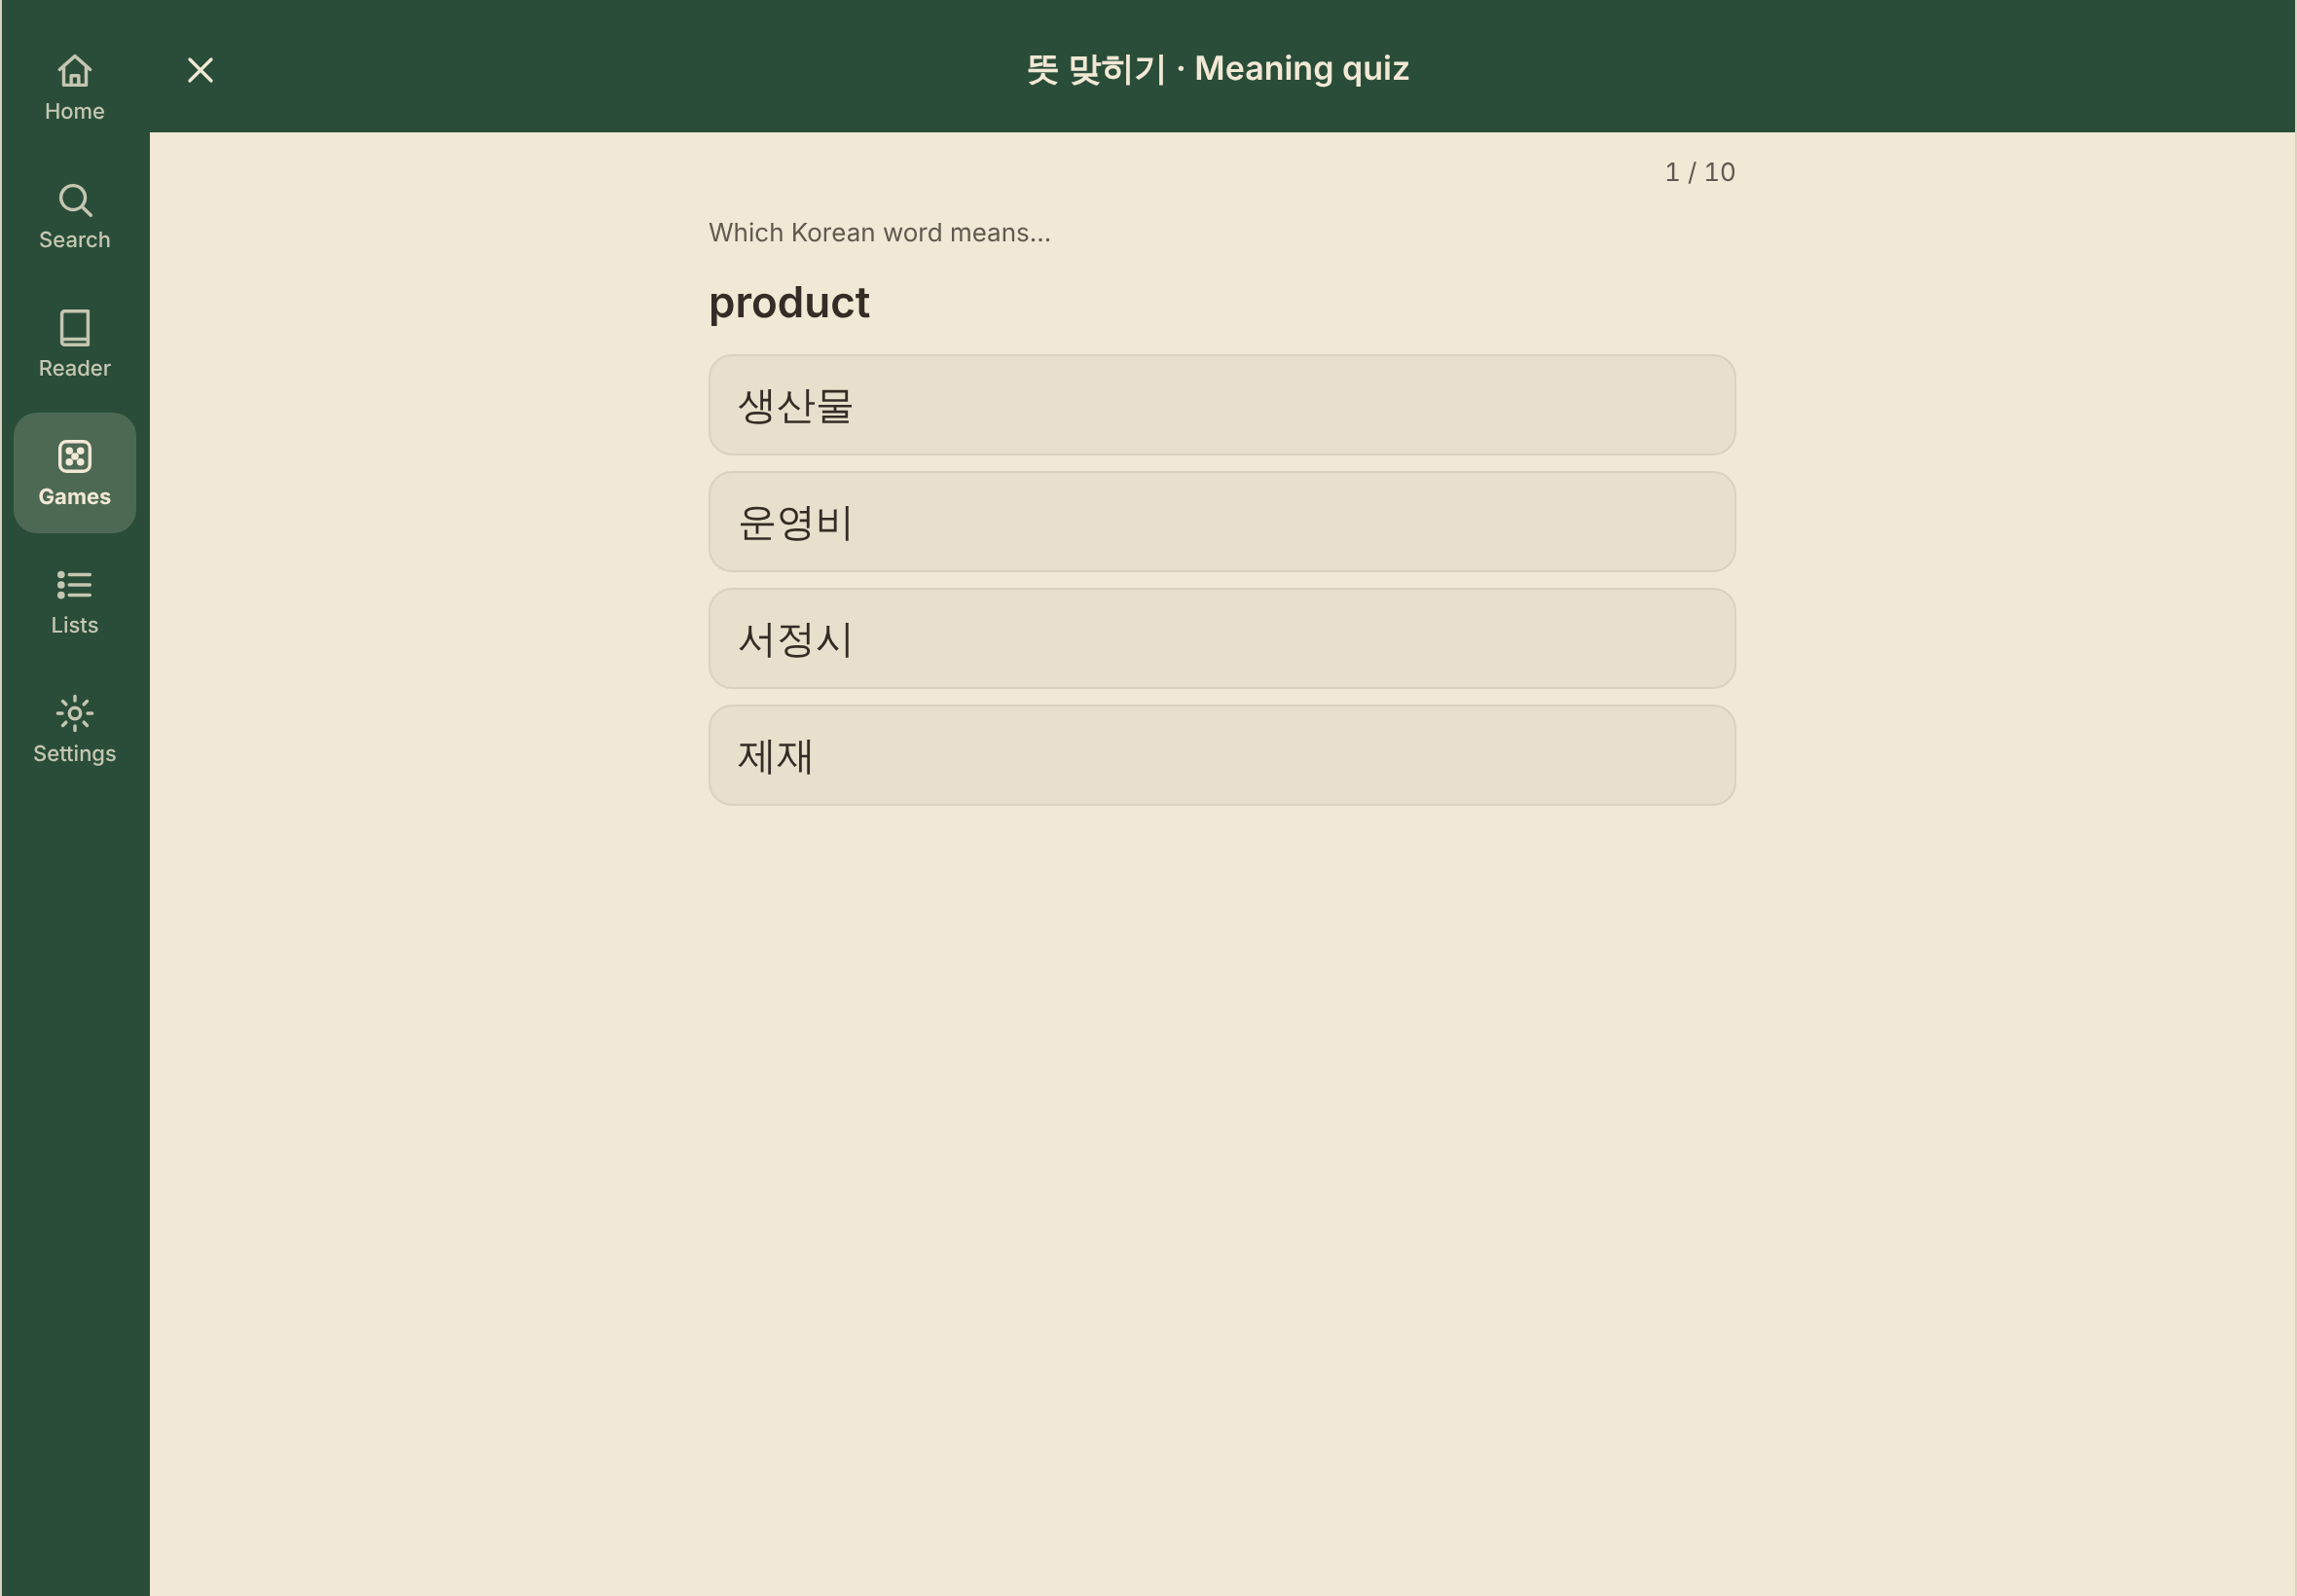 뜻 맞히기 · Meaning quiz
Home
Search
Reader
Games
Lists
Settings
1 / 10
Which Korean word means...
product
생산물
운영비
서정시
제재